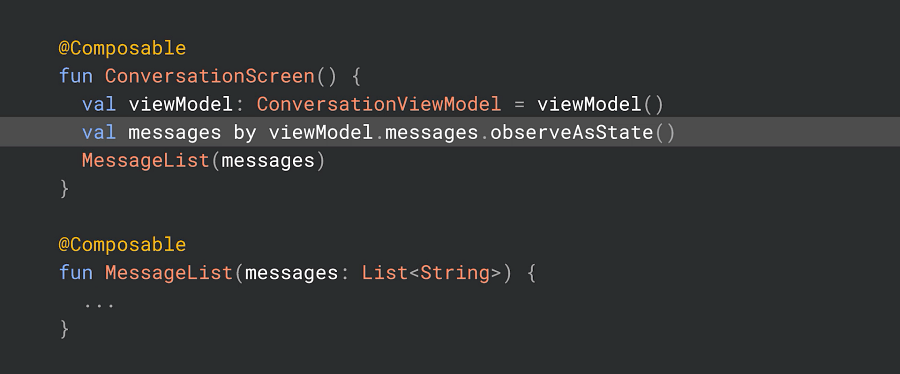 @Composable
fun ConversationScreen() {
  val viewModel: ConversationViewModel = viewModel()
  val messages by viewModel.messages.observeAsState()
  MessageList(messages)
}

@Composable
fun MessageList(messages: List<String>) {
  ...
}